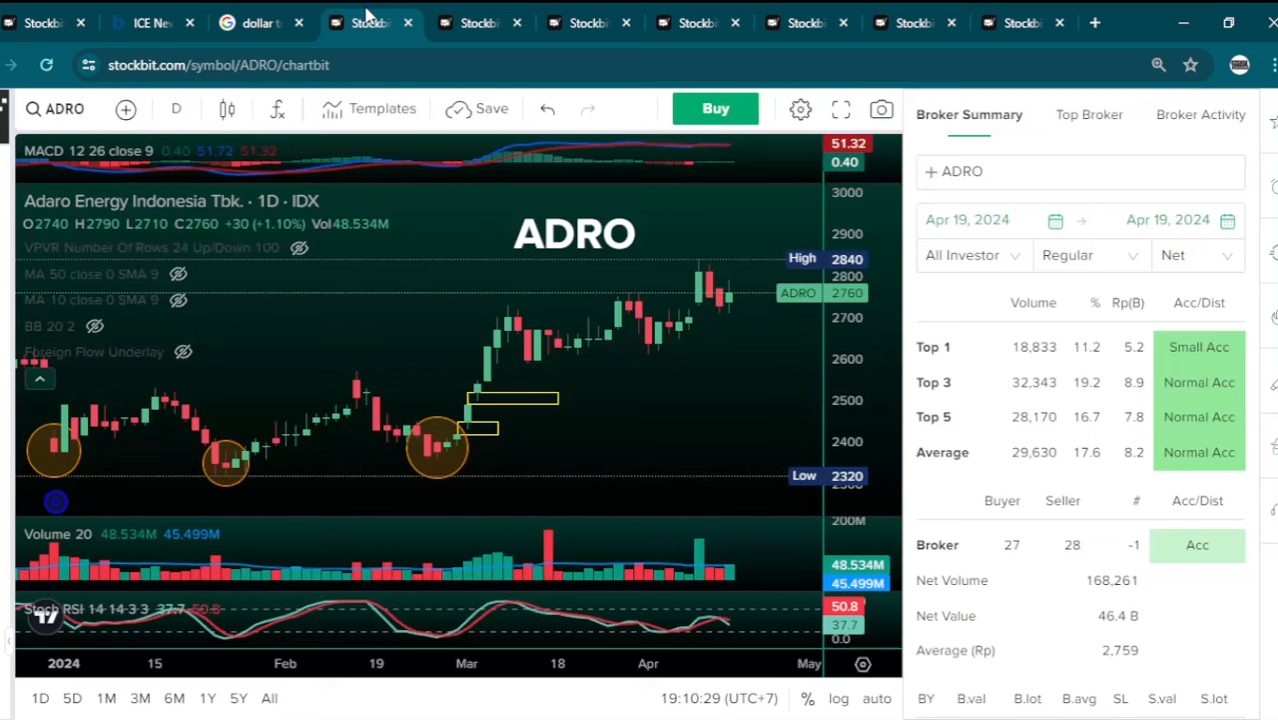 Stockbi
ICE Ne
dollar t
Stockbi
Stockbi
Stockbi
Stockbi
Stockbi
Stockbi
Stockbi
stockbit.com/symbol/ADRO/chartbit
ADRO
D
Templates
Save
Buy
Broker Summary
Top Broker
Broker Activity
MACD 12 26 close 9 0.40 51.72 51.32
51.32
0.40
+ ADRO
Adaro Energy Indonesia Tbk. · 1D · IDX
O2740 H2790 L2710 C2760 +30 (+1.10%) Vol48.534M
VPVR Number Of Rows 24 Up/Down 100
MA 50 close 0 SMA 9
MA 10 close 0 SMA 9
BB 20 2
Foreign Flow Underlay
ADRO
3000
2900
High 2840
2800
ADRO 2760
2700
2600
2500
2400
Low 2320
Apr 19, 2024 → Apr 19, 2024
All Investor Regular Net
Volume % Rp(B) Acc/Dist
Top 1 18,833 11.2 5.2 Small Acc
Top 3 32,343 19.2 8.9 Normal Acc
Top 5 28,170 16.7 7.8 Normal Acc
Average 29,630 17.6 8.2 Normal Acc
Buyer Seller # Acc/Dist
Broker 27 28 -1 Acc
Net Volume 168,261
Net Value 46.4 B
Average (Rp) 2,759
BY B.val B.lot B.avg SL S.val S.lot
Volume 20 48.534M 45.499M
200M
48.534M
45.499M
Stoch RSI 14 14 3 3 37.7 50.8
50.8
37.7
0.0
2024 15 Feb 19 Mar 18 Apr May
1D 5D 1M 3M 6M 1Y 5Y All
19:10:29 (UTC+7) % log auto